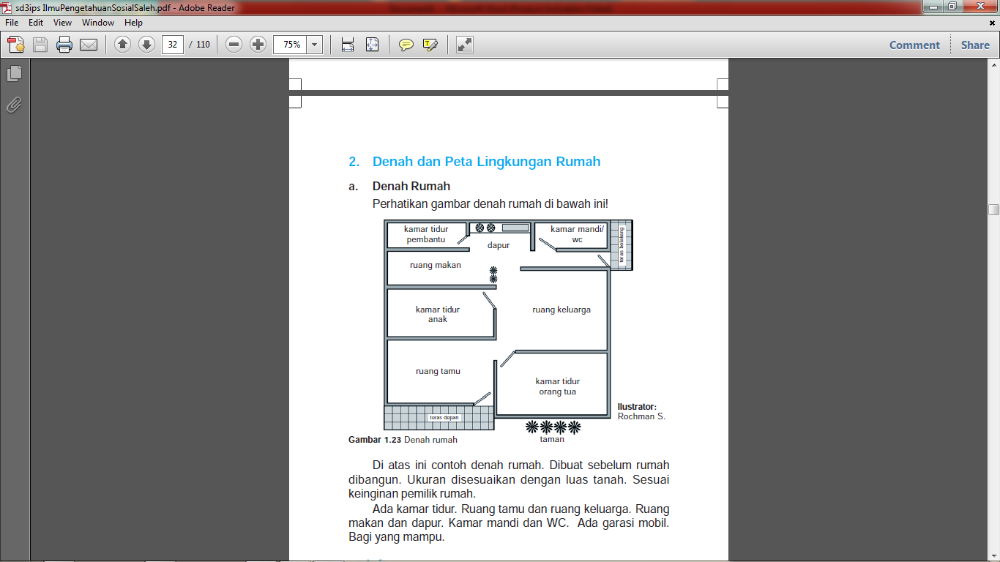 sd3ips IlmuPengetahuanSosialSaleh.pdf - Adobe Reader
File Edit View Window Help
32 / 110 75% Comment Share
2. Denah dan Peta Lingkungan Rumah
a. Denah Rumah
Perhatikan gambar denah rumah di bawah ini!
kamar tidur
pembantu
dapur
kamar mandi/
wc
teras belakang
ruang makan
kamar tidur
anak
ruang keluarga
ruang tamu
kamar tidur
orang tua
teras depan
taman
Ilustrator:
Rochman S.
Gambar 1.23 Denah rumah
Di atas ini contoh denah rumah. Dibuat sebelum rumah
dibangun. Ukuran disesuaikan dengan luas tanah. Sesuai
keinginan pemilik rumah.
Ada kamar tidur. Ruang tamu dan ruang keluarga. Ruang
makan dan dapur. Kamar mandi dan WC. Ada garasi mobil.
Bagi yang mampu.